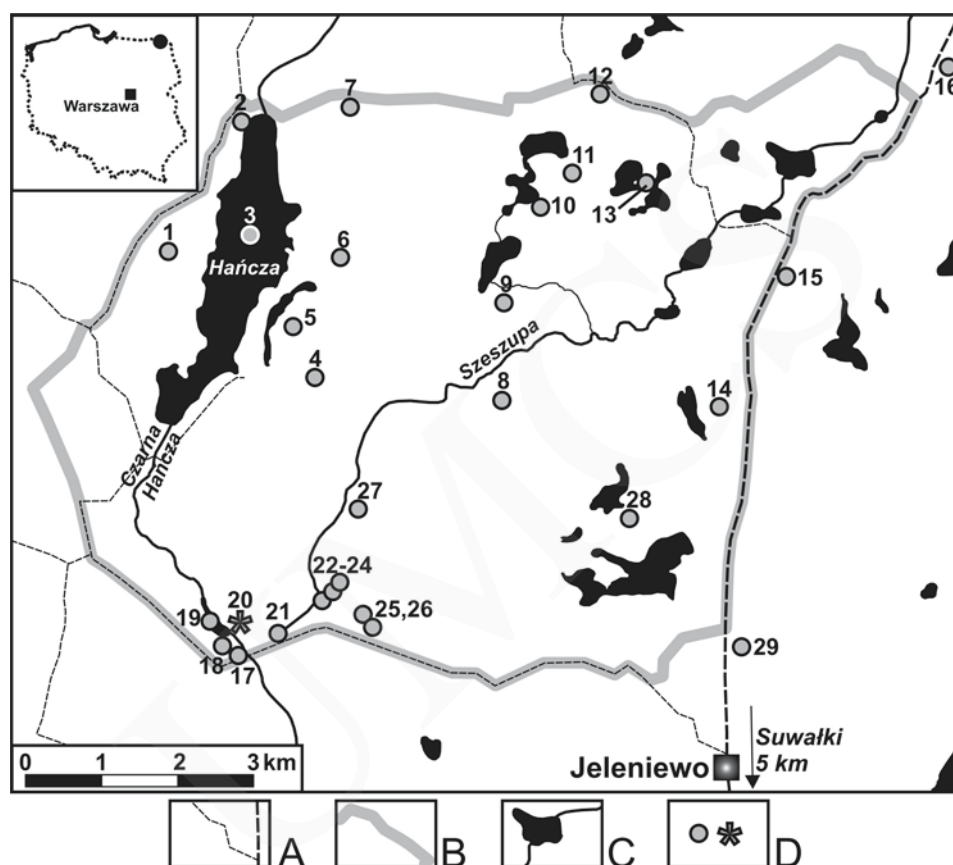 Warszawa
2
7
12
16
11
10
13
1
3
Hańcza
6
5
9
15
4
Szeszupa
8
14
Czarna
Hańcza
27
28
22-24
20
19
21
25,26
18
17
29
0 1 2 3 km
Jeleniewo
Suwałki
5 km
A
B
C
D
UMCS